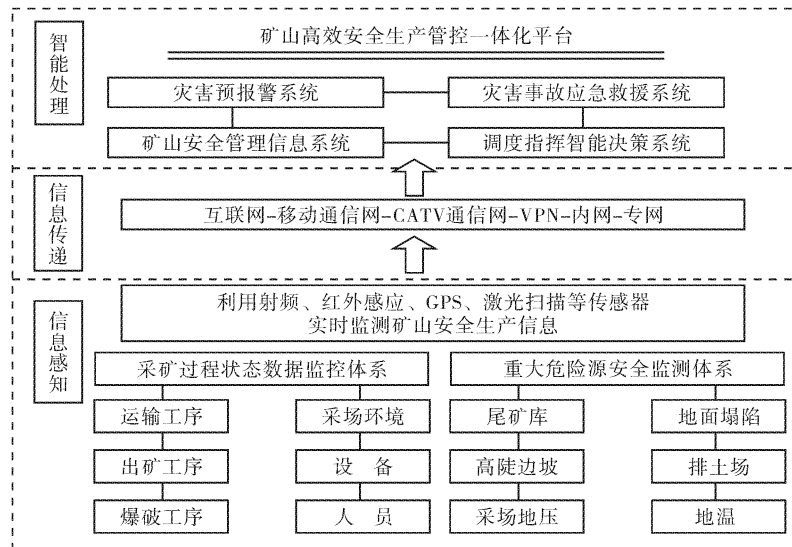 智能处理
矿山高效安全生产管控一体化平台
灾害预报警系统
灾害事故应急救援系统
矿山安全管理信息系统
调度指挥智能决策系统
信息传递
互联网-移动通信网-CATV通信网-VPN-内网-专网
信息感知
利用射频、红外感应、GPS、激光扫描等传感器
实时监测矿山安全生产信息
采矿过程状态数据监控体系
重大危险源安全监测体系
运输工序
采场环境
尾矿库
地面塌陷
出矿工序
设 备
高陡边坡
排土场
爆破工序
人 员
采场地压
地温